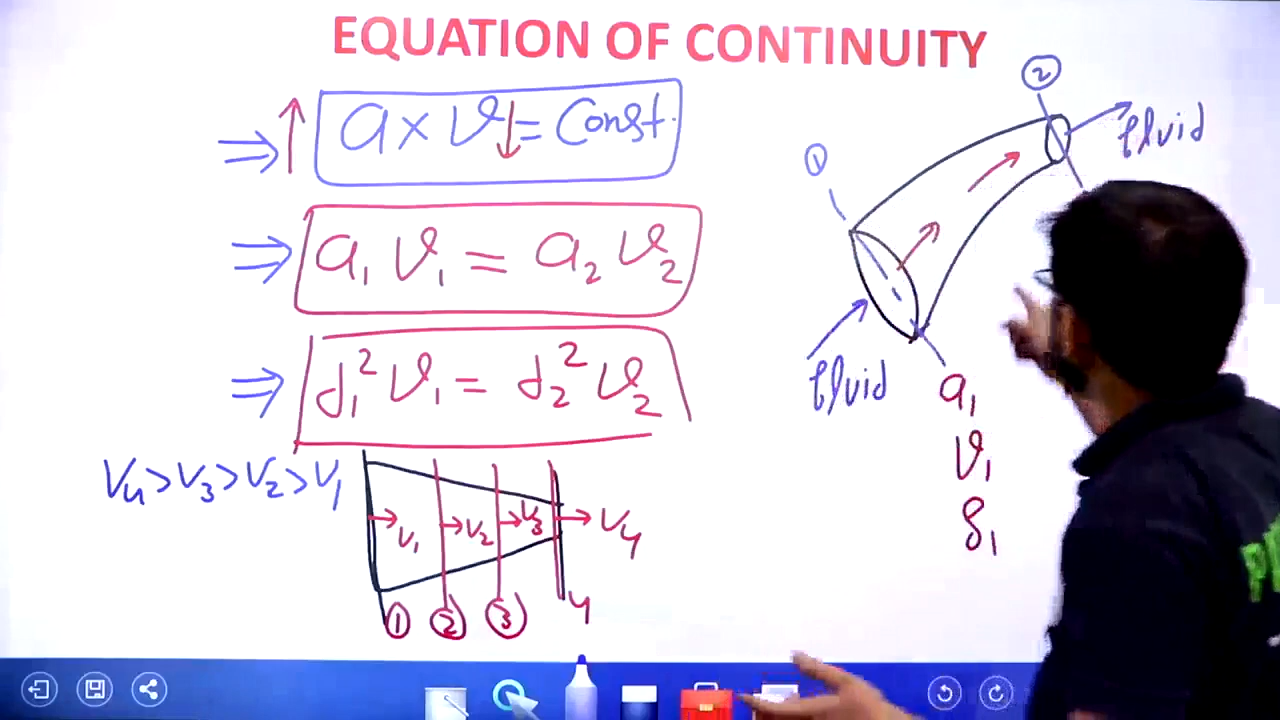 EQUATION OF CONTINUITY
⇒ ↑ a × v↓ = Const.
⇒ a₁ v₁ = a₂ v₂
⇒ d₁² v₁ = d₂² v₂
V₄ > V₃ > V₂ > V₁
V₁ V₂ V₃ V₄
① ② ③ 4
②
fluid
①
fluid
a₁
v₁
ρ₁